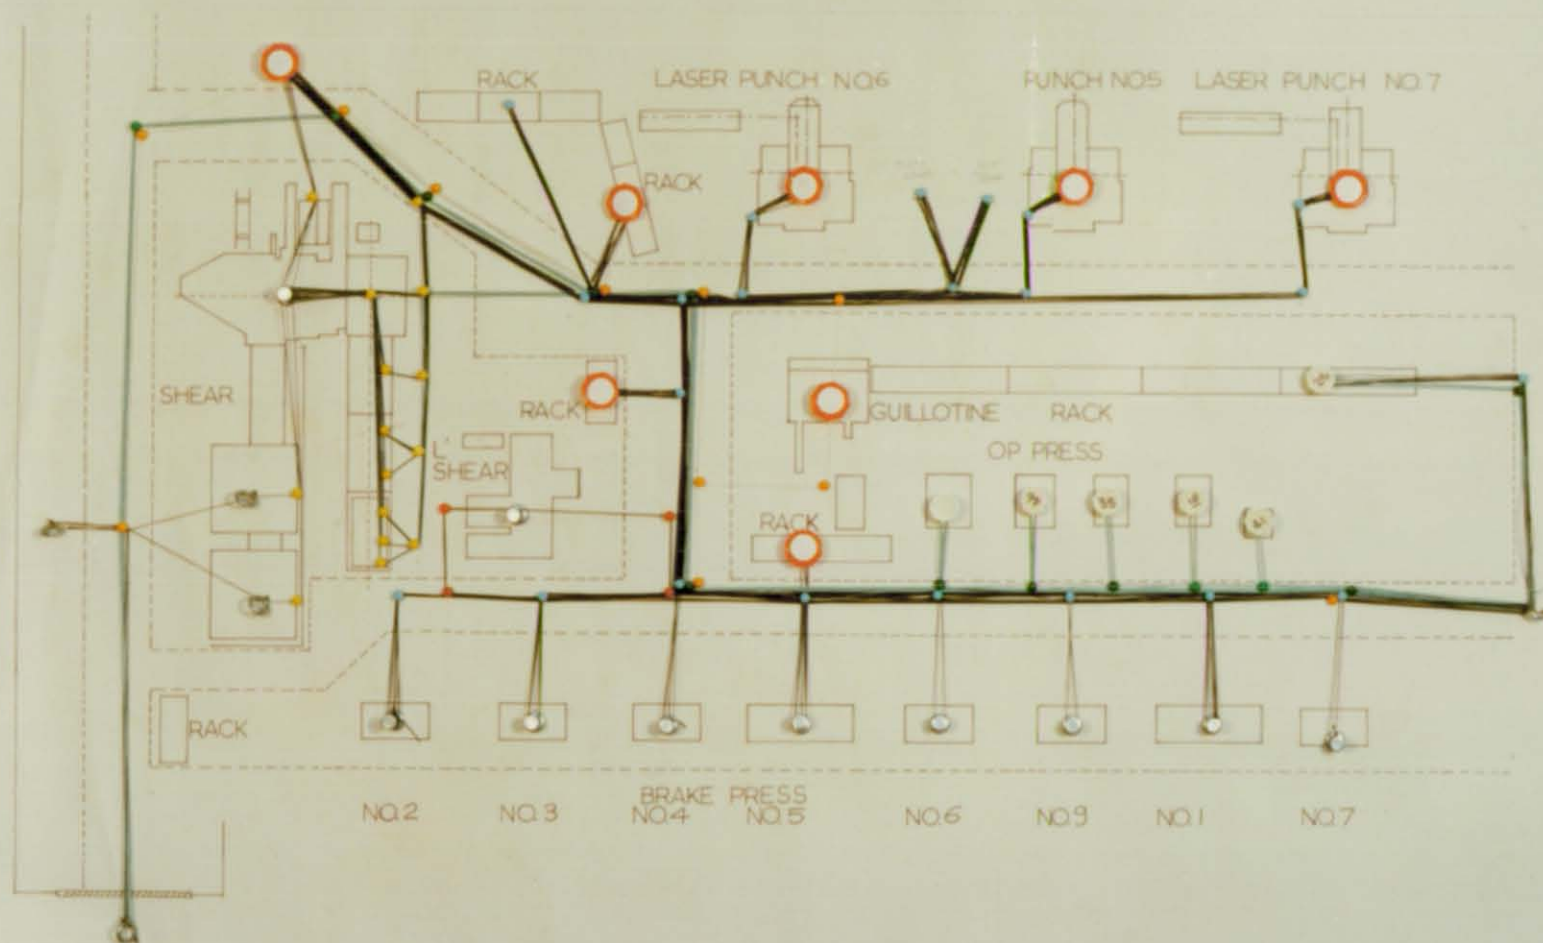 RACK
LASER PUNCH NO.6
PUNCH NO.5
LASER PUNCH NO.7
RACK
SHEAR
RACK
GUILLOTINE
RACK
L'
SHEAR
OP PRESS
RACK
RACK
BRAKE PRESS
NO.2
NO.3
NO.4
NO.5
NO.6
NO.9
NO.1
NO.7